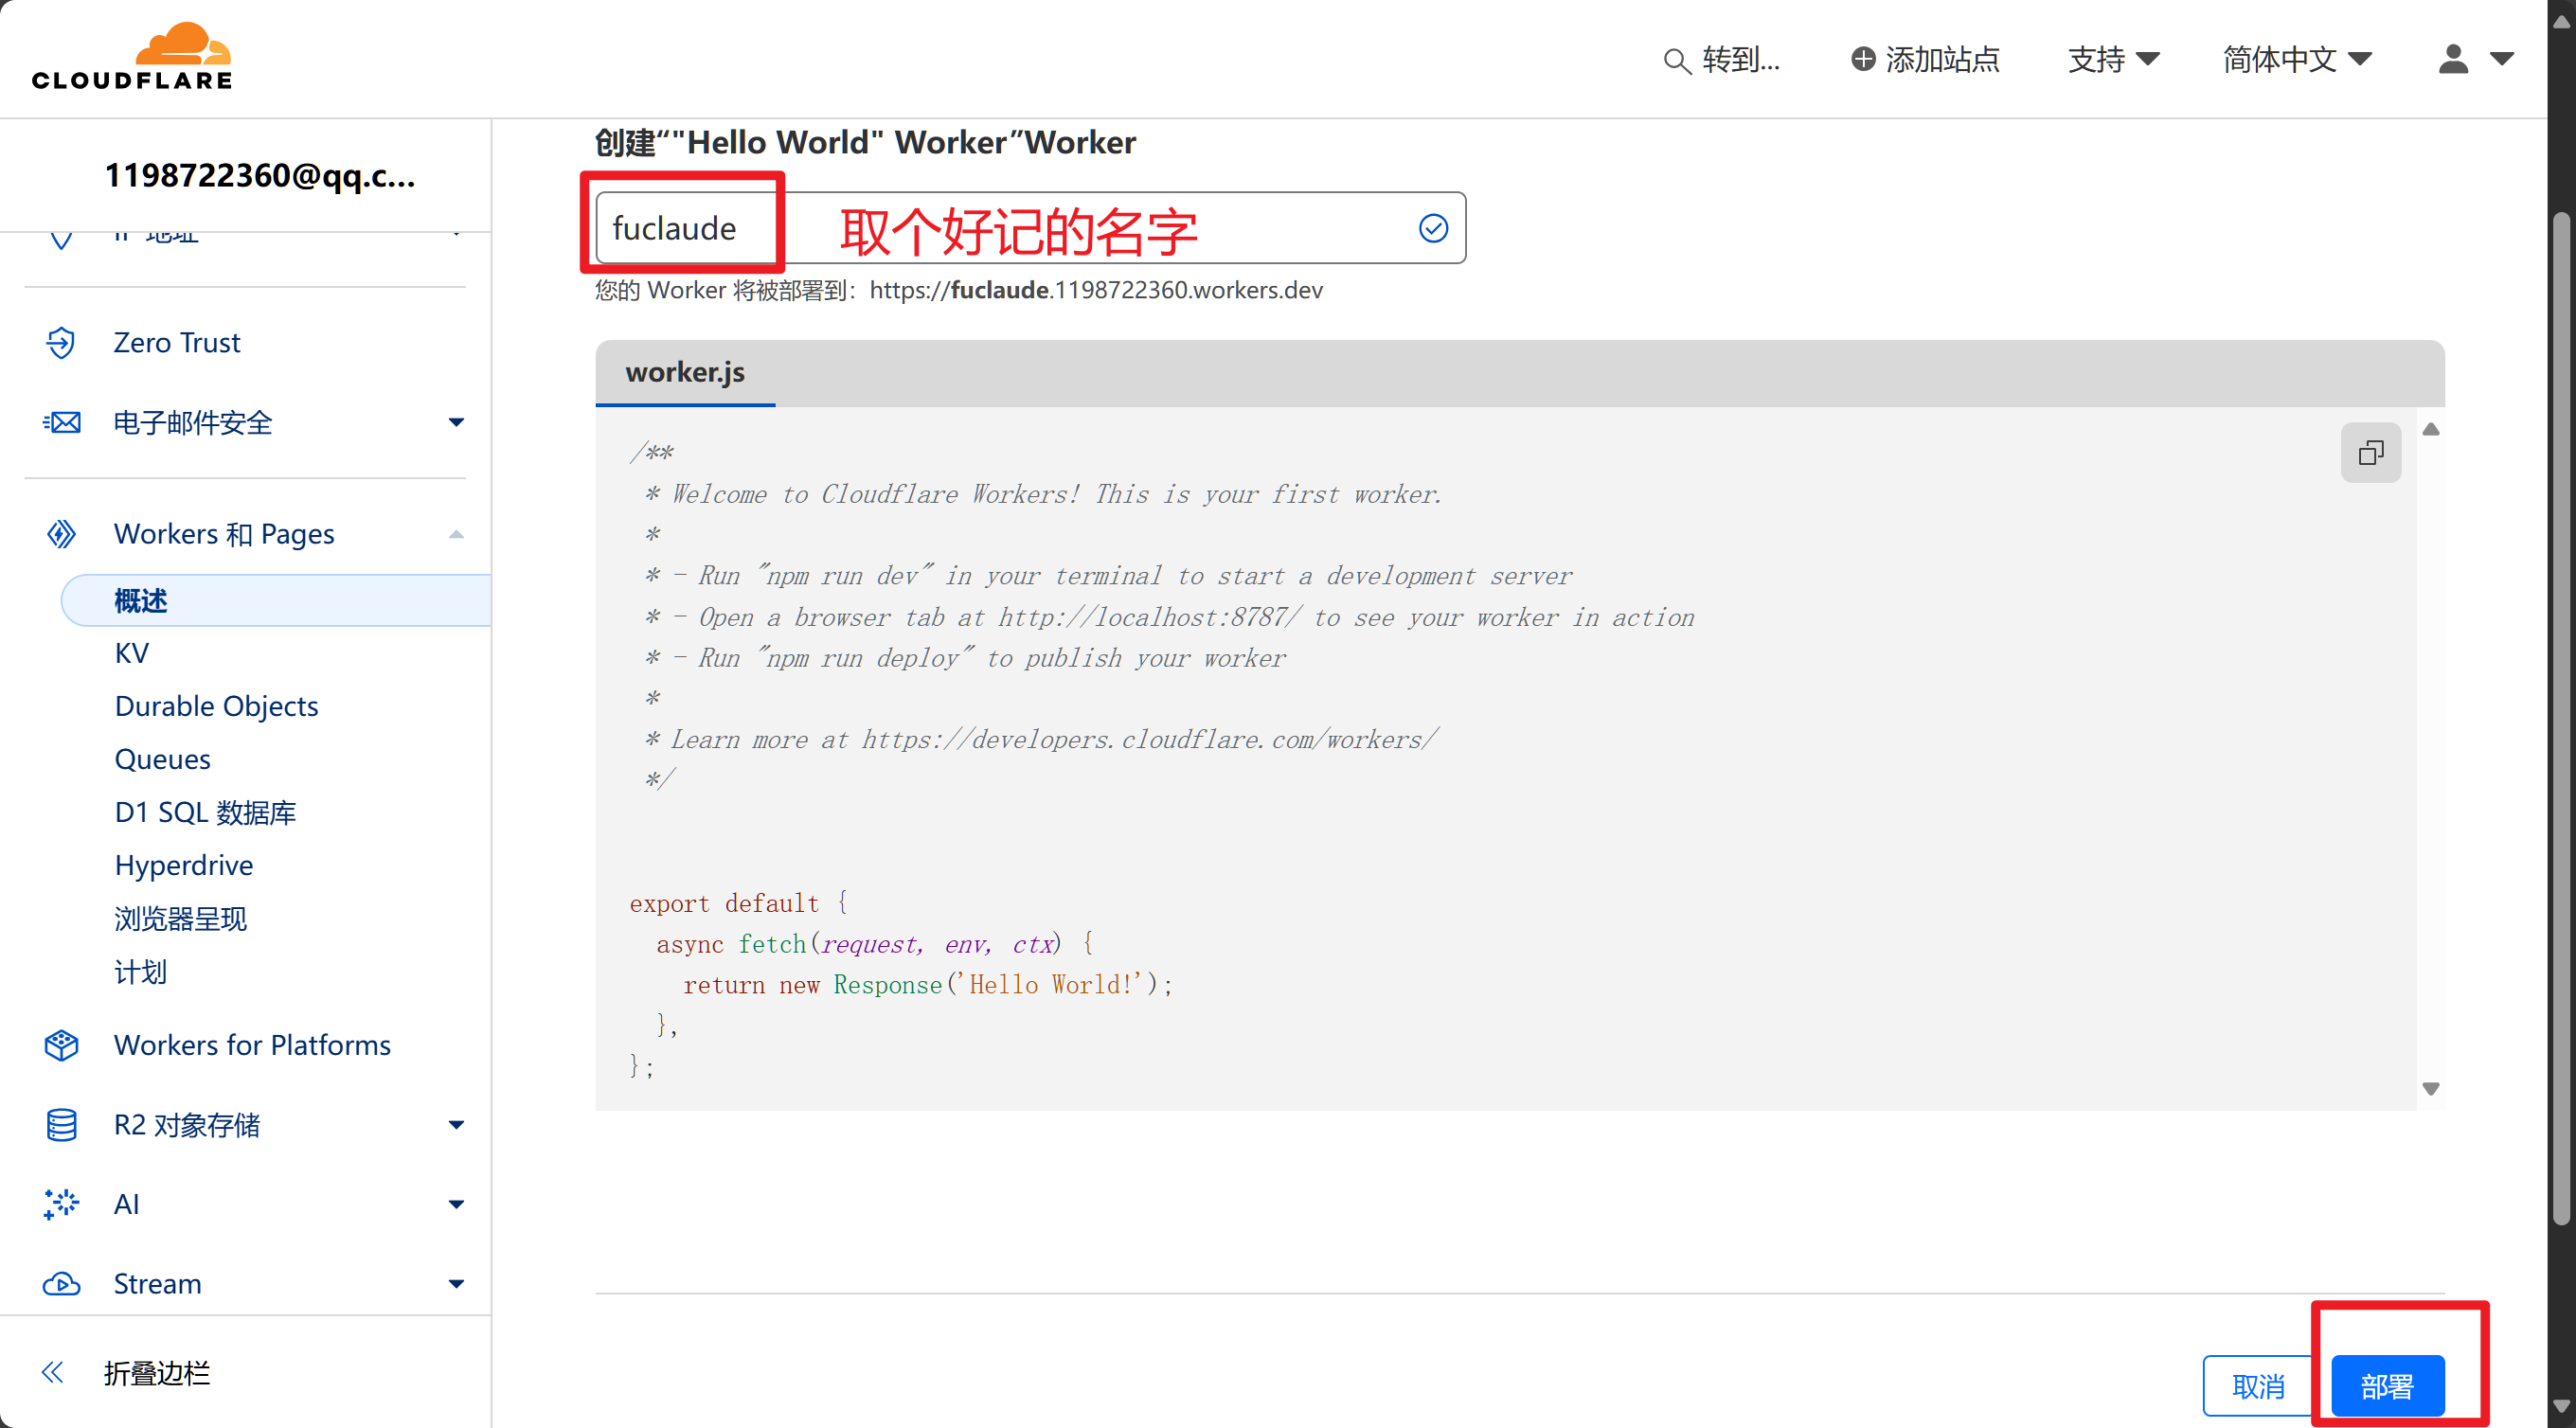 CLOUDFLARE
转到...
添加站点
支持
简体中文
1198722360@qq.c...
IP 地址
Zero Trust
电子邮件安全
Workers 和 Pages
概述
KV
Durable Objects
Queues
D1 SQL 数据库
Hyperdrive
浏览器呈现
计划
Workers for Platforms
R2 对象存储
AI
Stream
折叠边栏
创建“"Hello World" Worker”Worker
fuclaude
取个好记的名字
您的 Worker 将被部署到：https://fuclaude.1198722360.workers.dev
worker.js
/**
 * Welcome to Cloudflare Workers! This is your first worker.
 *
 * - Run "npm run dev" in your terminal to start a development server
 * - Open a browser tab at http://localhost:8787/ to see your worker in action
 * - Run "npm run deploy" to publish your worker
 *
 * Learn more at https://developers.cloudflare.com/workers/
 */
export default {
  async fetch(request, env, ctx) {
    return new Response('Hello World!');
  },
};
取消
部署